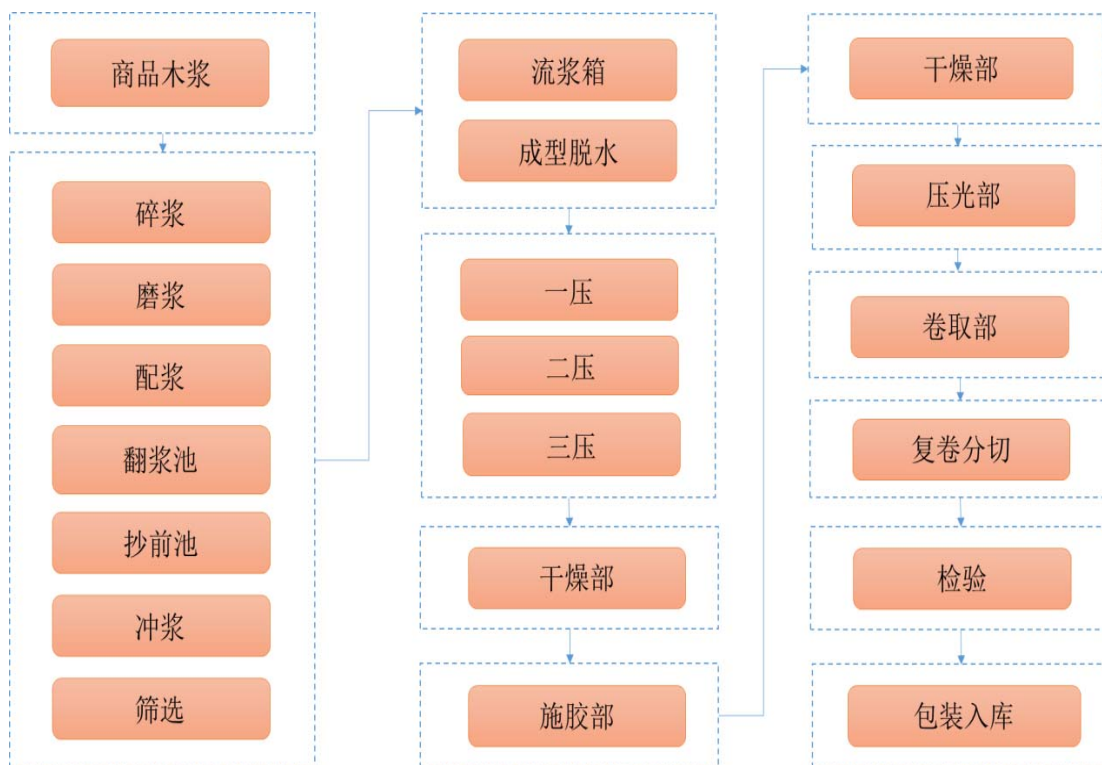 商品木浆
碎浆
磨浆
配浆
翻浆池
抄前池
冲浆
筛选
流浆箱
成型脱水
一压
二压
三压
干燥部
施胶部
干燥部
压光部
卷取部
复卷分切
检验
包装入库